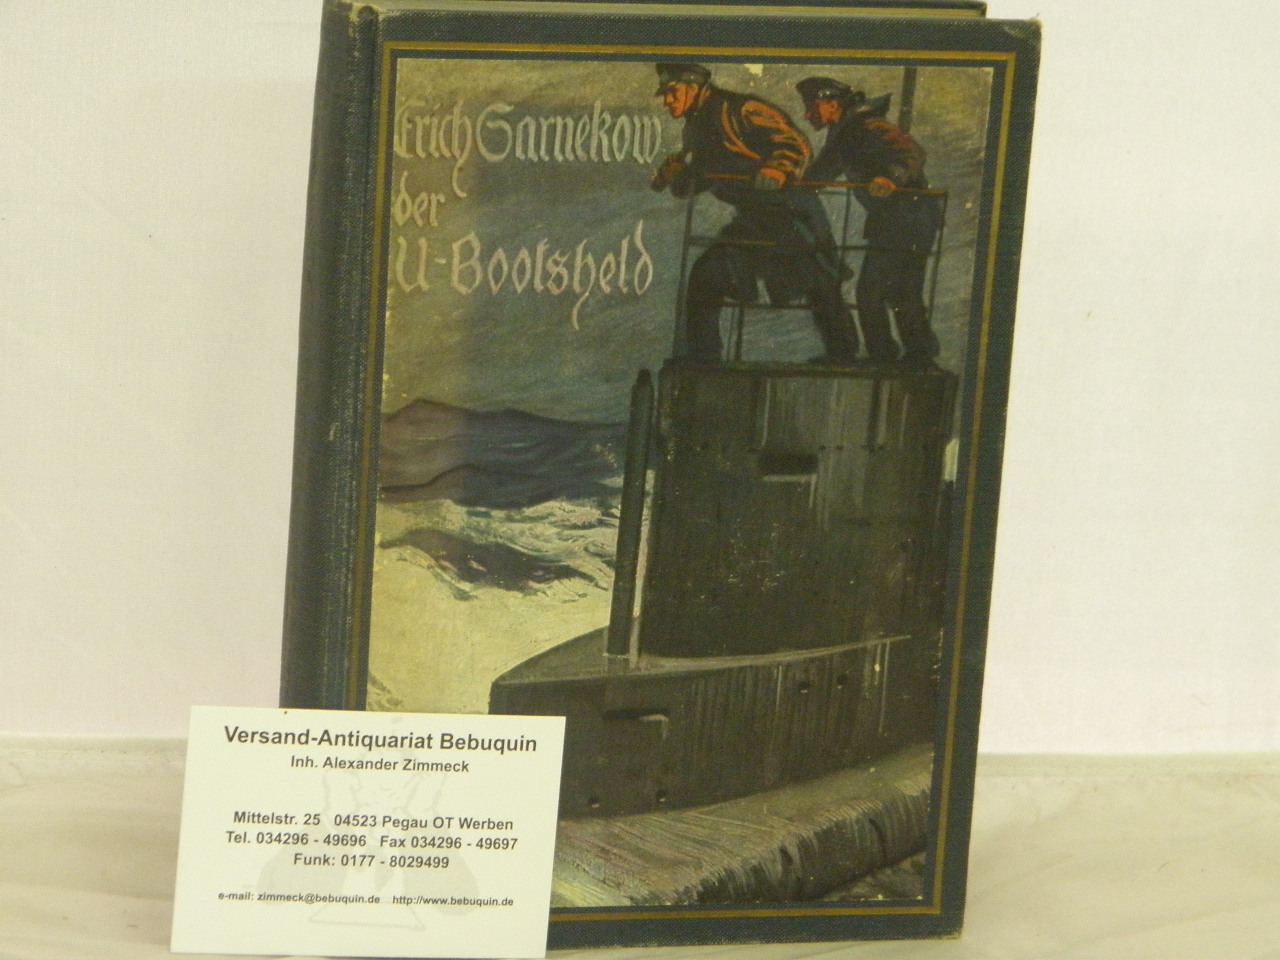 Erich Sarnekow
der
U-Bootsheld
Versand-Antiquariat Bebuquin
Inh. Alexander Zimmeck
Mittelstr. 25 04523 Pegau OT Werben
Tel. 034296 - 49696 Fax 034296 - 49697
Funk: 0177 - 8029499
e-mail: zimmeck@bebuquin.de http://www.bebuquin.de